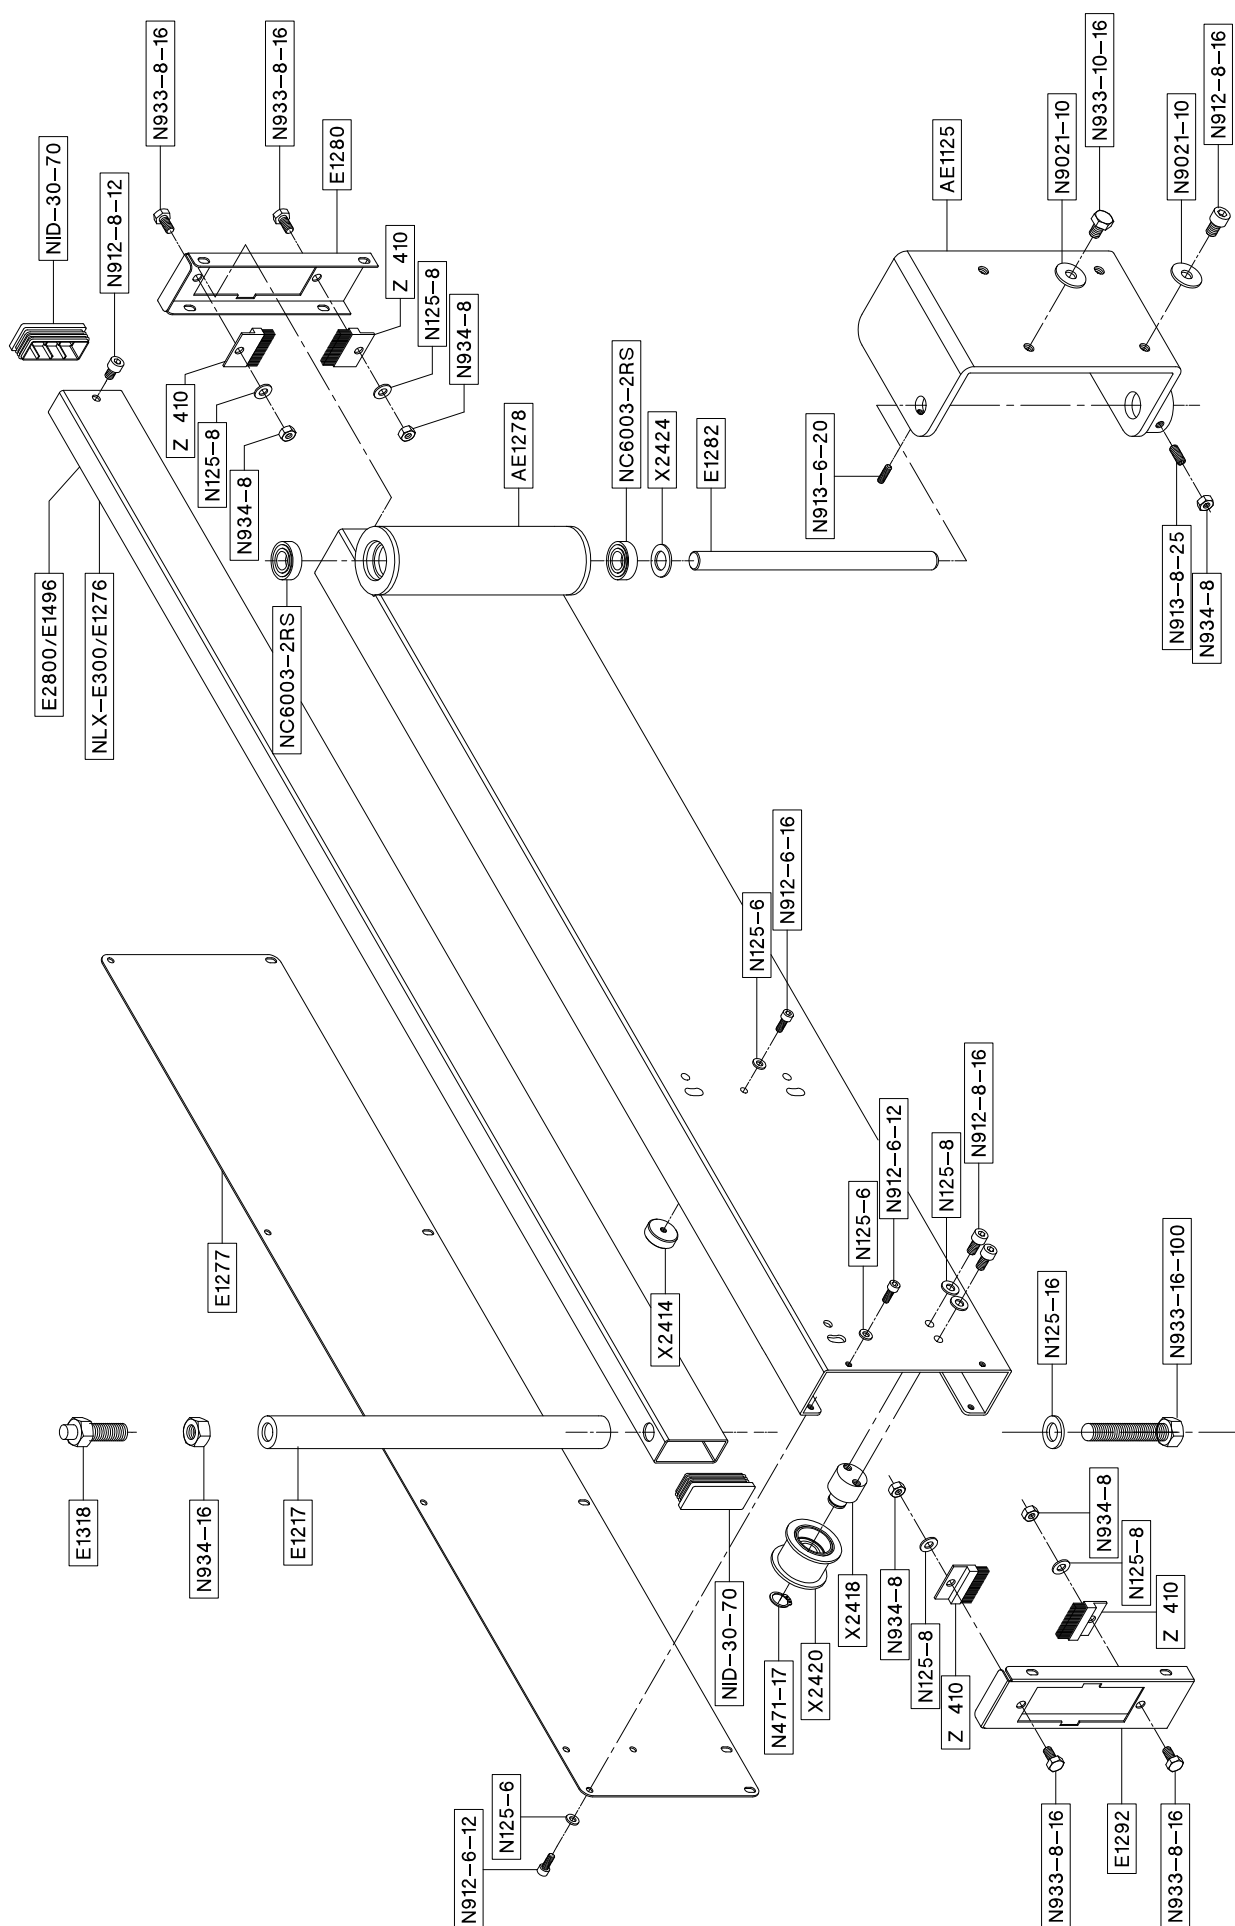 N933-8-16
N933-8-16
NID-30-70
E1280
N912-8-12
Z 410
N125-8
N934-8
Z 410
N125-8
N934-8
AE1278
NC6003-2RS
X2424
E1282
E2800/E1496
NLX-E300/E1276
NC6003-2RS
N933-10-16
N9021-10
N912-8-16
N9021-10
AE1125
N913-6-20
N913-8-25
N934-8
N912-6-16
N125-6
E1277
X2414
N912-6-12
N125-6
N912-8-16
N125-8
N125-16
N933-16-100
E1318
N934-16
E1217
NID-30-70
N471-17
X2420
X2418
N934-8
N125-8
Z 410
N934-8
N125-8
Z 410
N912-6-12
N125-6
N933-8-16
E1292
N933-8-16